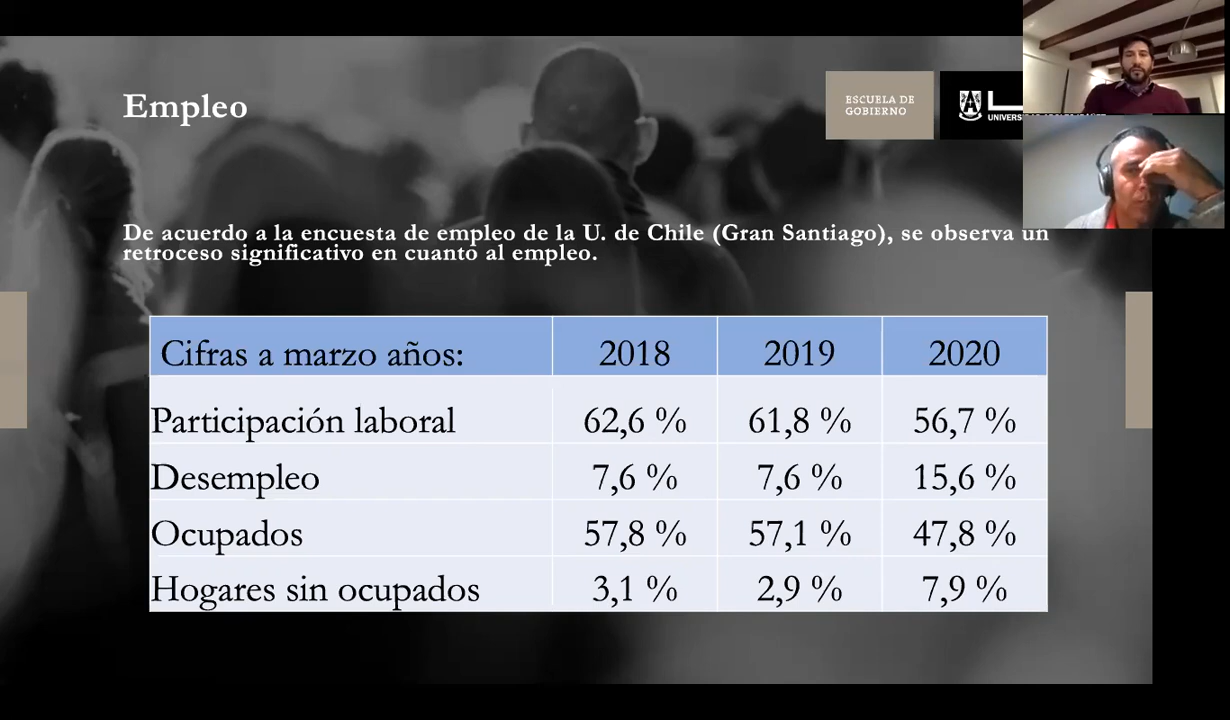 Empleo
ESCUELA DE
GOBIERNO
De acuerdo a la encuesta de empleo de la U. de Chile (Gran Santiago), se observa un
retroceso significativo en cuanto al empleo.
Cifras a marzo años: 2018 2019 2020
Participación laboral 62,6 % 61,8 % 56,7 %
Desempleo 7,6 % 7,6 % 15,6 %
Ocupados 57,8 % 57,1 % 47,8 %
Hogares sin ocupados 3,1 % 2,9 % 7,9 %